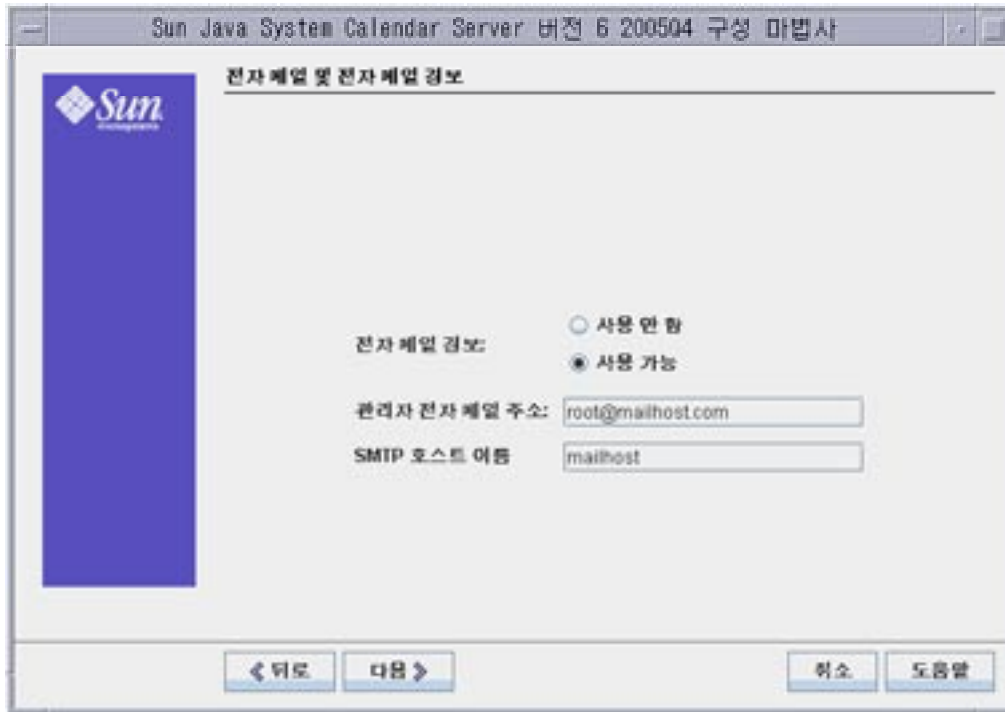 Sun Java System Calendar Server 버전 6 2005Q4 구성 마법사
Sun
microsystems
전자 메일 및 전자 메일 경보
전자 메일 경보:
사용 안 함
사용 가능
관리자 전자 메일 주소: root@mailhost.com
SMTP 호스트 이름 mailhost
뒤로 다음 취소 도움말